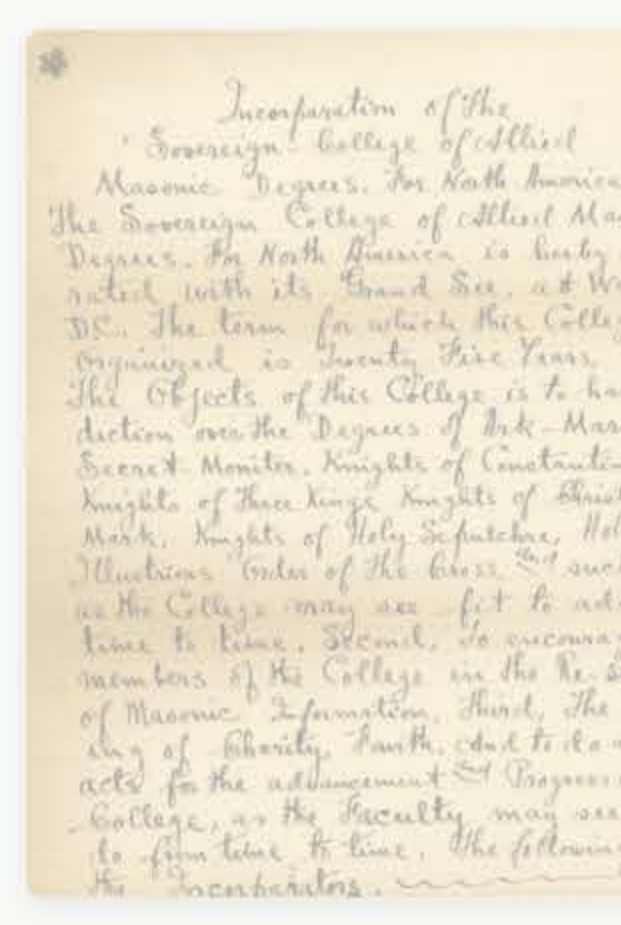 Incorporation of The
Sovereign College of Allied
Masonic Degrees. For North America
The Sovereign College of Allied Mas
Degrees. For North America is herby
rated with its Grand See, at Wa
D.C. The term for which this Colleg
organized is Twenty Five Years.
The Objects of this College is to ha
diction over the Degrees of Ark-Mar
Secret Moniter. Knights of Constanti
Knights of Three Kings Knights of Christ
Mark, Knights of Holy Sepulchre, Hol
Illustrious Order of the Cross, and such
as the College may see fit to ad
time to time. Second, To encourag
members of the College in the Re-s
of Masonic Information, Third, The
ing of Charity, Fourth, And to do a
acts for the advancement and Progress
College, as the Faculty may see
to from time to time. The following
the Incorporators.